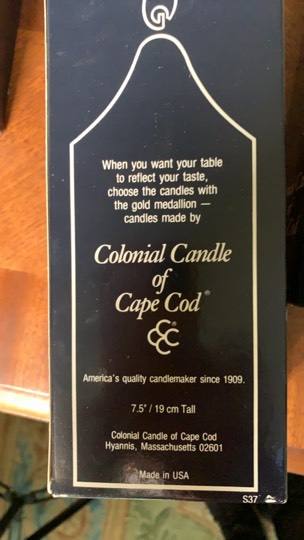 When you want your table
to reflect your taste,
choose the candles with
the gold medallion —
candles made by
Colonial Candle
of
Cape Cod®
CCC®
America's quality candlemaker since 1909.
7.5" / 19 cm Tall
Colonial Candle of Cape Cod
Hyannis, Massachusetts 02601
Made in USA
S37